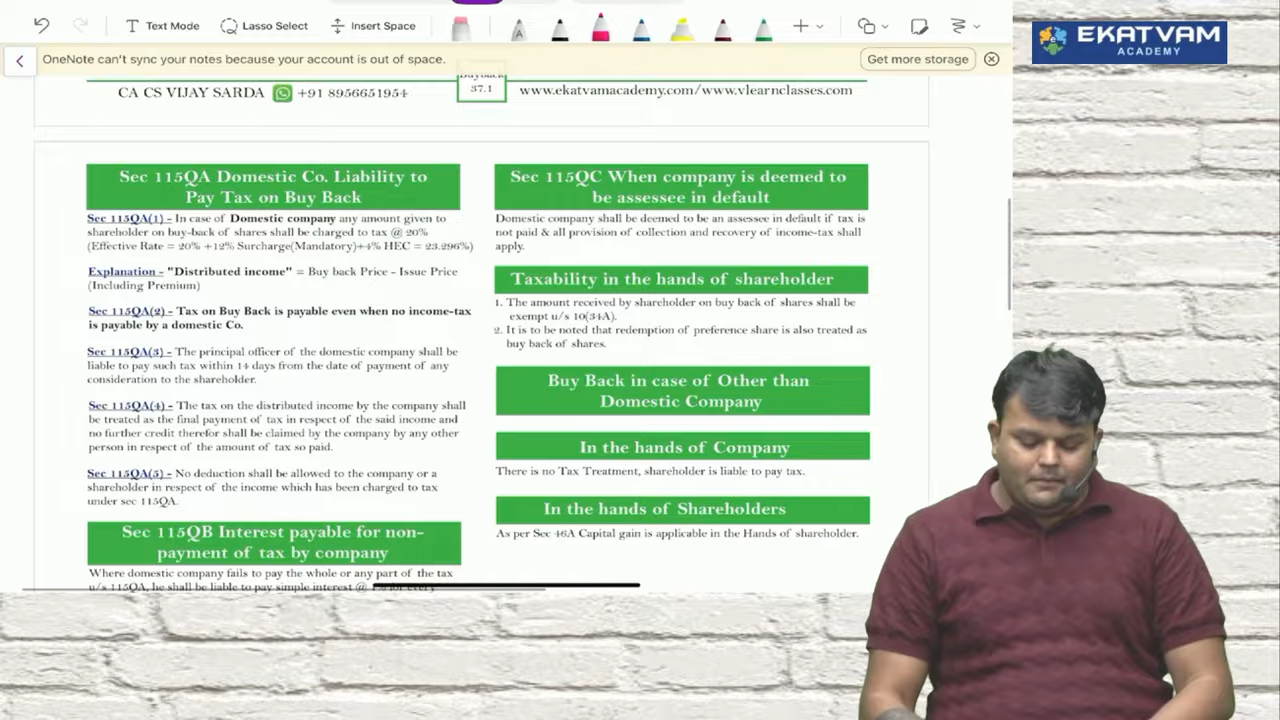 Text Mode
Lasso Select
Insert Space
OneNote can't sync your notes because your account is out of space.
Get more storage
EKATVAM
ACADEMY
CA CS VIJAY SARDA +91 8956651954
37.1
www.ekatvamacademy.com/www.vlearnclasses.com
Sec 115QA Domestic Co. Liability to
Pay Tax on Buy Back
Sec 115QA(1) - In case of Domestic company any amount given to
shareholder on buy-back of shares shall be charged to tax @ 20%
(Effective Rate = 20% +12% Surcharge(Mandatory)+4% HEC = 23.296%)
Explanation - "Distributed income" = Buy back Price - Issue Price
(Including Premium)
Sec 115QA(2) - Tax on Buy Back is payable even when no income-tax
is payable by a domestic Co.
Sec 115QA(3) - The principal officer of the domestic company shall be
liable to pay such tax within 14 days from the date of payment of any
consideration to the shareholder.
Sec 115QA(4) - The tax on the distributed income by the company shall
be treated as the final payment of tax in respect of the said income and
no further credit therefor shall be claimed by the company by any other
person in respect of the amount of tax so paid.
Sec 115QA(5) - No deduction shall be allowed to the company or a
shareholder in respect of the income which has been charged to tax
under sec 115QA.
Sec 115QB Interest payable for non-
payment of tax by company
Where domestic company fails to pay the whole or any part of the tax
u/s 115QA, he shall be liable to pay simple interest @ 1% for every
Sec 115QC When company is deemed to
be assessee in default
Domestic company shall be deemed to be an assessee in default if tax is
not paid & all provision of collection and recovery of income-tax shall
apply.
Taxability in the hands of shareholder
1. The amount received by shareholder on buy back of shares shall be
exempt u/s 10(34A).
2. It is to be noted that redemption of preference share is also treated as
buy back of shares.
Buy Back in case of Other than
Domestic Company
In the hands of Company
There is no Tax Treatment, shareholder is liable to pay tax.
In the hands of Shareholders
As per Sec 46A Capital gain is applicable in the Hands of shareholder.